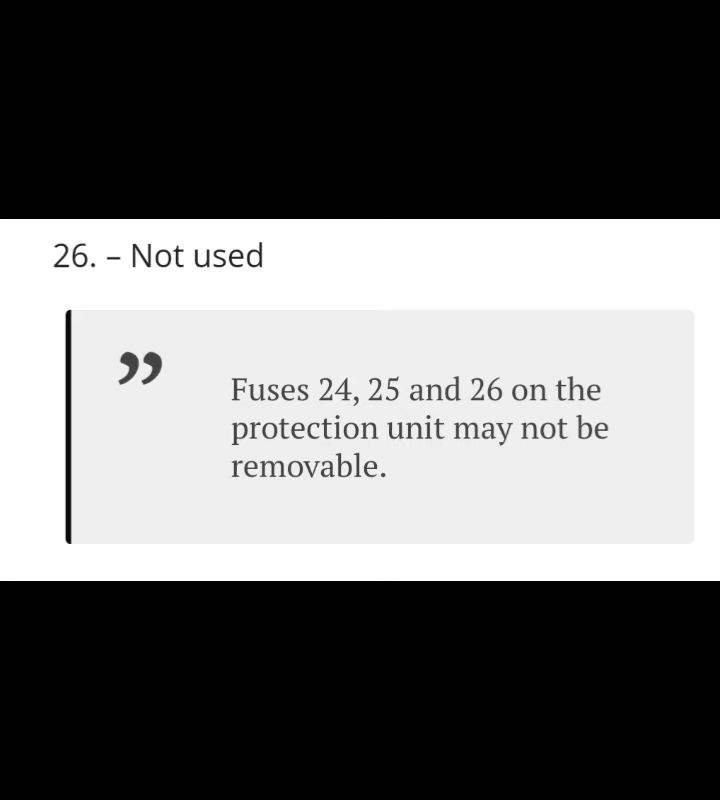 26. – Not used
”
Fuses 24, 25 and 26 on the
protection unit may not be
removable.